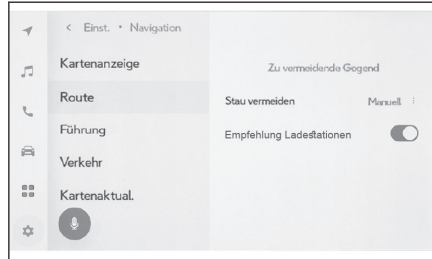 < Einst. • Navigation
Kartenanzeige
Route
Führung
Verkehr
Kartenaktual.
Zu vermeidende Gegend
Stau vermeiden Manuell
Empfehlung Ladestationen